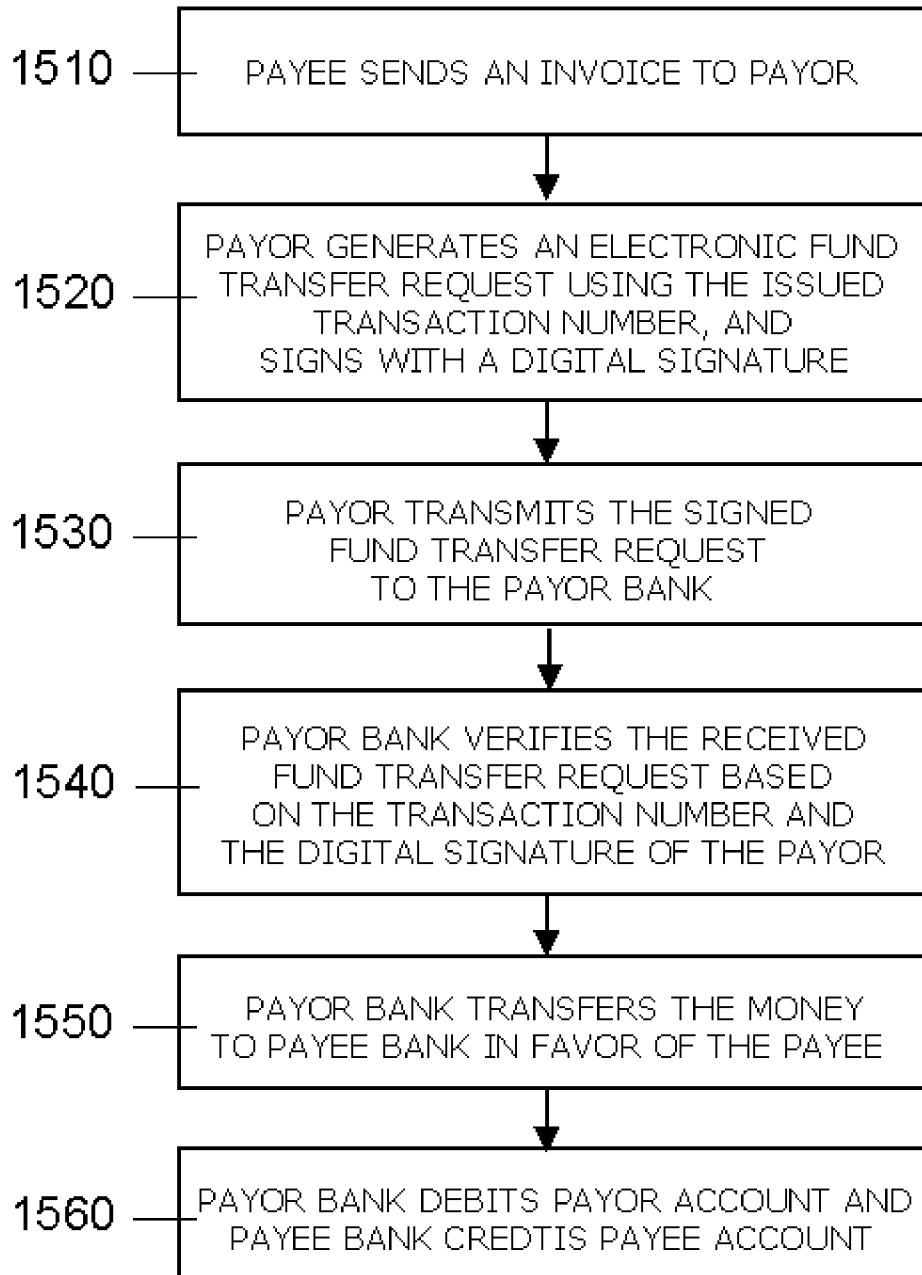 1510
PAYEE SENDS AN INVOICE TO PAYOR
1520
PAYOR GENERATES AN ELECTRONIC FUND
TRANSFER REQUEST USING THE ISSUED
TRANSACTION NUMBER, AND
SIGNS WITH A DIGITAL SIGNATURE
1530
PAYOR TRANSMITS THE SIGNED
FUND TRANSFER REQUEST
TO THE PAYOR BANK
1540
PAYOR BANK VERIFIES THE RECEIVED
FUND TRANSFER REQUEST BASED
ON THE TRANSACTION NUMBER AND
THE DIGITAL SIGNATURE OF THE PAYOR
1550
PAYOR BANK TRANSFERS THE MONEY
TO PAYEE BANK IN FAVOR OF THE PAYEE
1560
PAYOR BANK DEBITS PAYOR ACCOUNT AND
PAYEE BANK CREDTIS PAYEE ACCOUNT